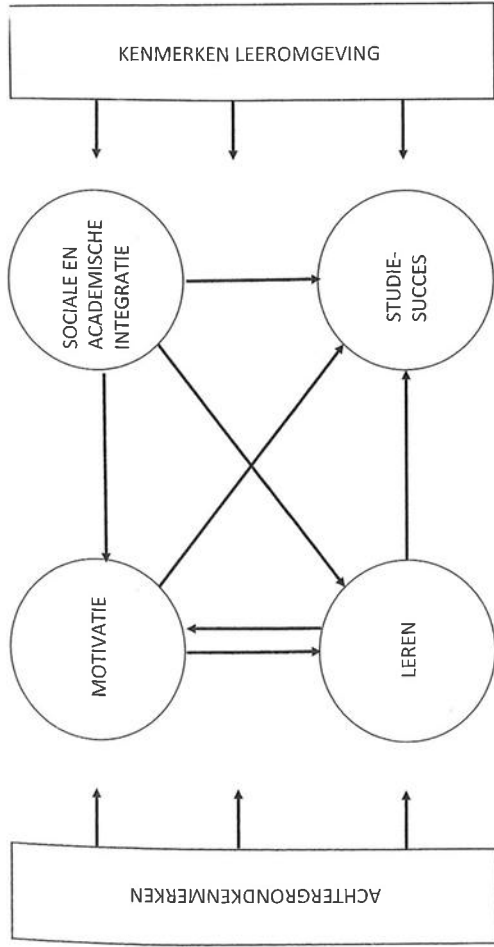 KENMERKEN LEEROMGEVING
SOCIALE EN
ACADEMISCHE
INTEGRATIE
STUDIE-
SUCCES
MOTIVATIE
LEREN
ACHTERGRONDKENMERKEN